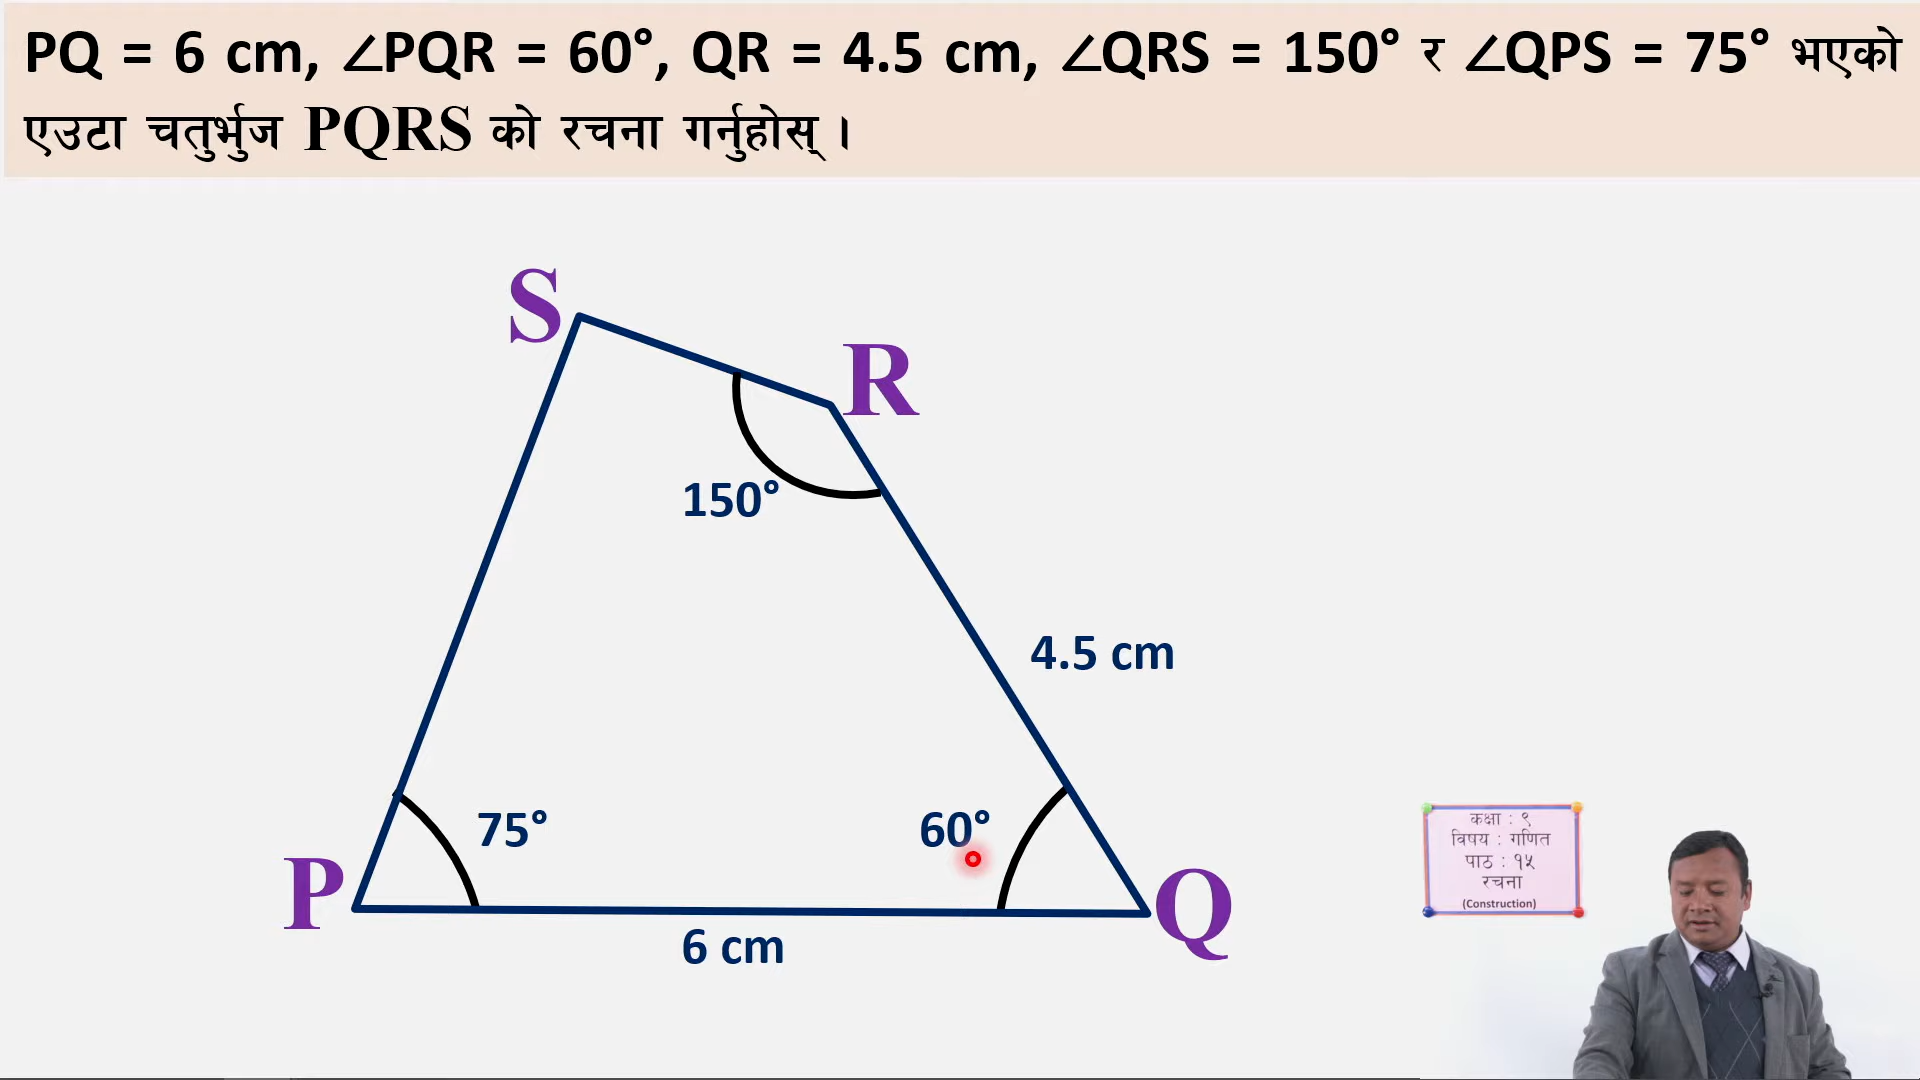 PQ = 6 cm, ∠PQR = 60°, QR = 4.5 cm, ∠QRS = 150° र ∠QPS = 75° भएको
एउटा चतुर्भुज PQRS को रचना गर्नुहोस् ।
S
R
150°
4.5 cm
75°
60°
P
Q
6 cm
कक्षा : ९
विषय : गणित
पाठ : १५
रचना
(Construction)